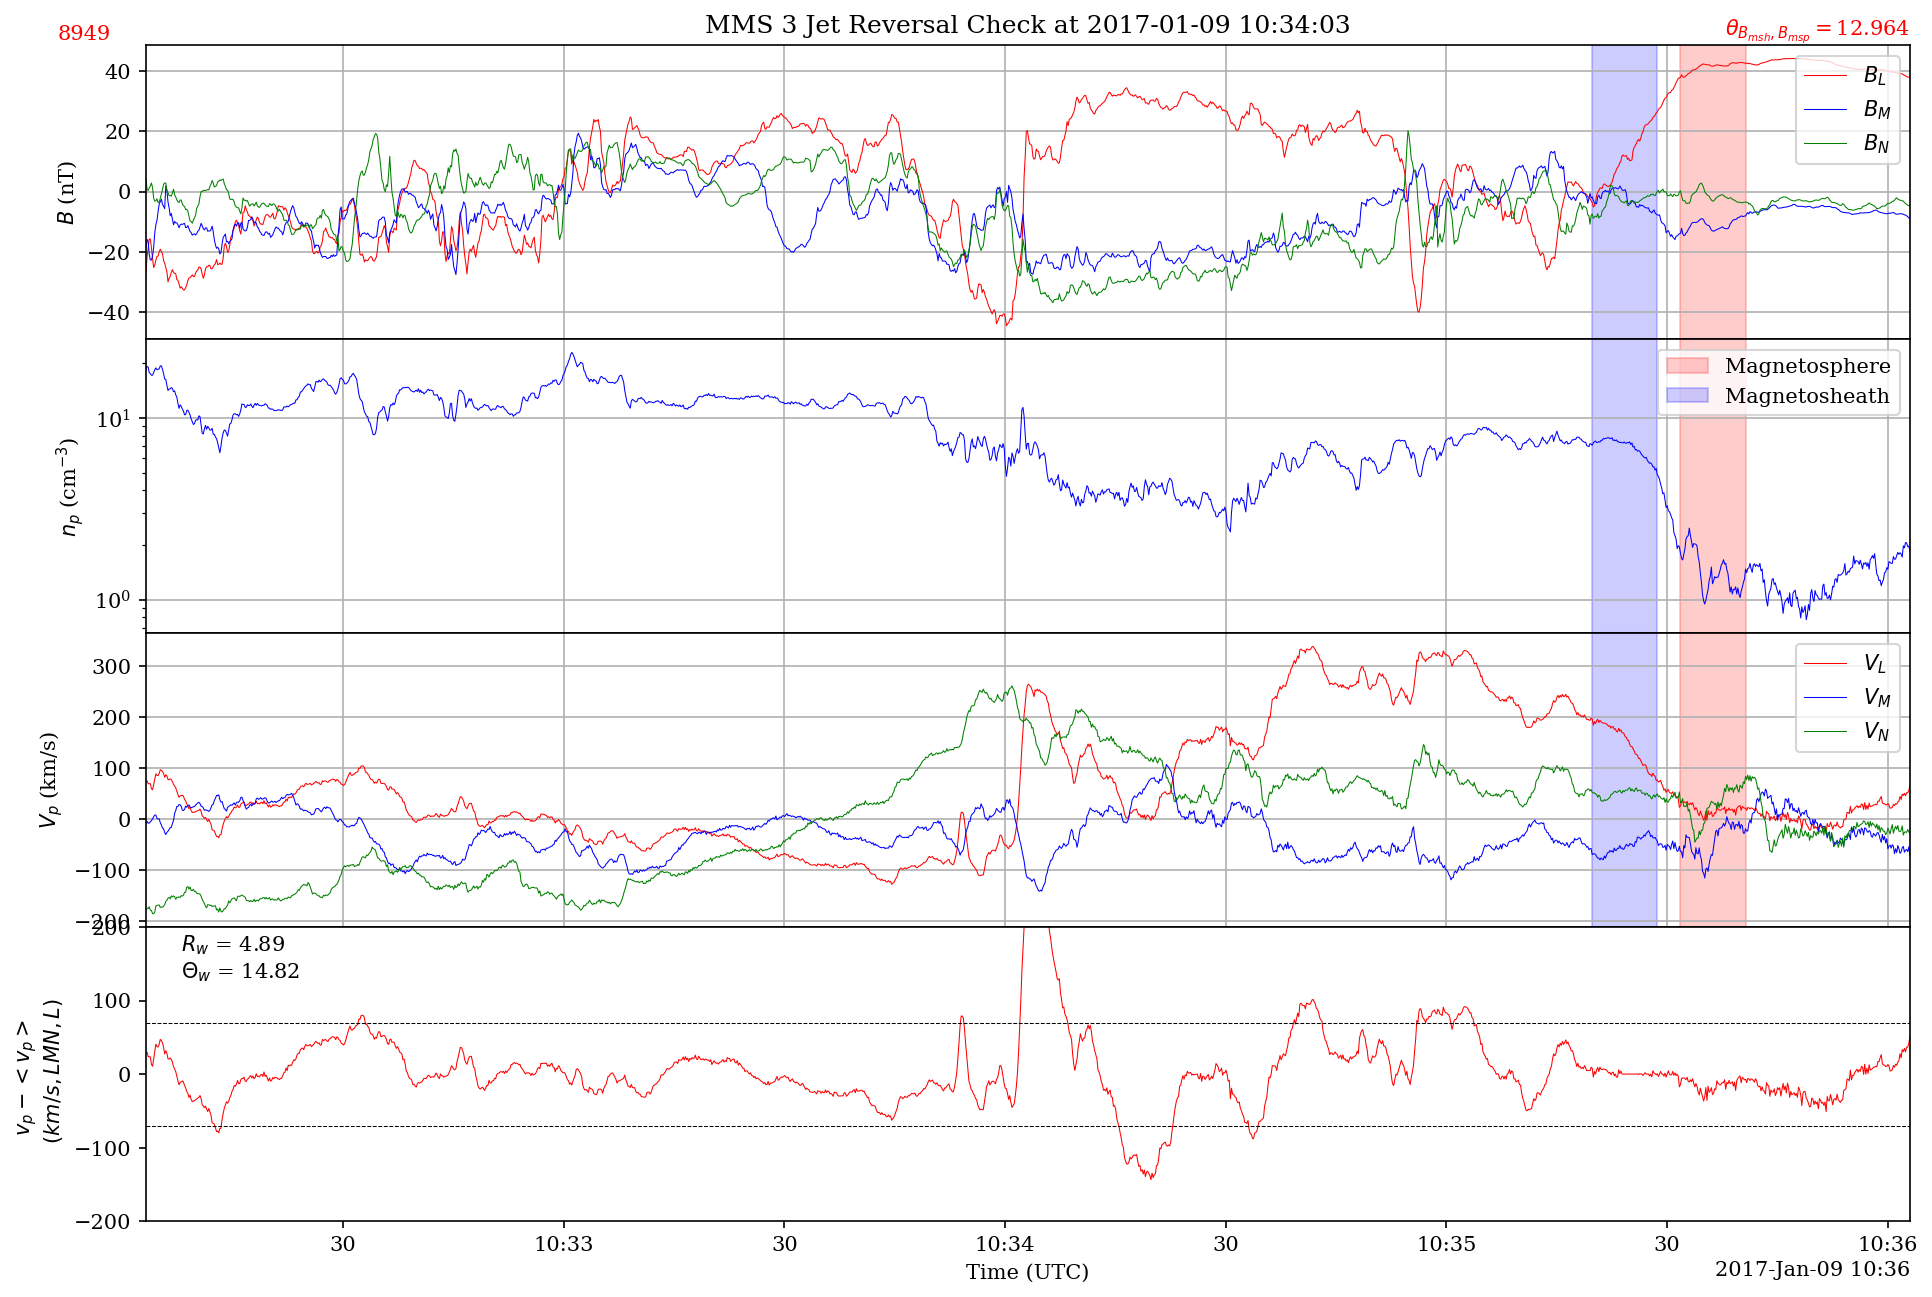 8949
MMS 3 Jet Reversal Check at 2017-01-09 10:34:03
θ_{B_{msh}, B_{msp}} = 12.964
40
20
0
−20
−40
B (nT)
B_L
B_M
B_N
10^1
10^0
n_p (cm^{−3})
Magnetosphere
Magnetosheath
300
200
100
0
−100
−200
V_p (km/s)
V_L
V_M
V_N
200
100
0
−100
−200
v_p − < v_p >
(km/s, LMN, L)
R_w = 4.89
Θ_w = 14.82
30
10:33
30
10:34
30
10:35
30
10:36
Time (UTC)
2017-Jan-09 10:36